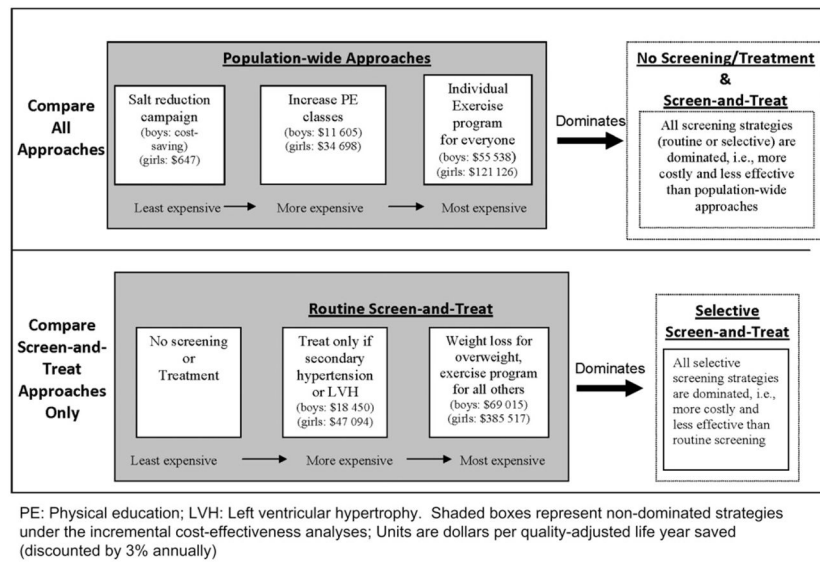 Compare
All
Approaches
Population-wide Approaches
Salt reduction
campaign
(boys: cost-
saving)
(girls: $647)
Increase PE
classes
(boys: $11 605)
(girls: $34 698)
Individual
Exercise
program
for everyone
(boys: $55 538)
(girls: $121 126)
Least expensive
More expensive
Most expensive
Dominates
No Screening/Treatment
&
Screen-and-Treat
All screening strategies
(routine or selective) are
dominated, i.e., more
costly and less effective
than population-wide
approaches
Compare
Screen-and-
Treat
Approaches
Only
Routine Screen-and-Treat
No screening
or
Treatment
Treat only if
secondary
hypertension
or LVH
(boys: $18 450)
(girls: $47 094)
Weight loss for
overweight,
exercise program
for all others
(boys: $69 015)
(girls: $385 517)
Least expensive
More expensive
Most expensive
Dominates
Selective
Screen-and-Treat
All selective
screening strategies
are dominated, i.e.,
more costly and
less effective than
routine screening
PE: Physical education; LVH: Left ventricular hypertrophy. Shaded boxes represent non-dominated strategies
under the incremental cost-effectiveness analyses; Units are dollars per quality-adjusted life year saved
(discounted by 3% annually)